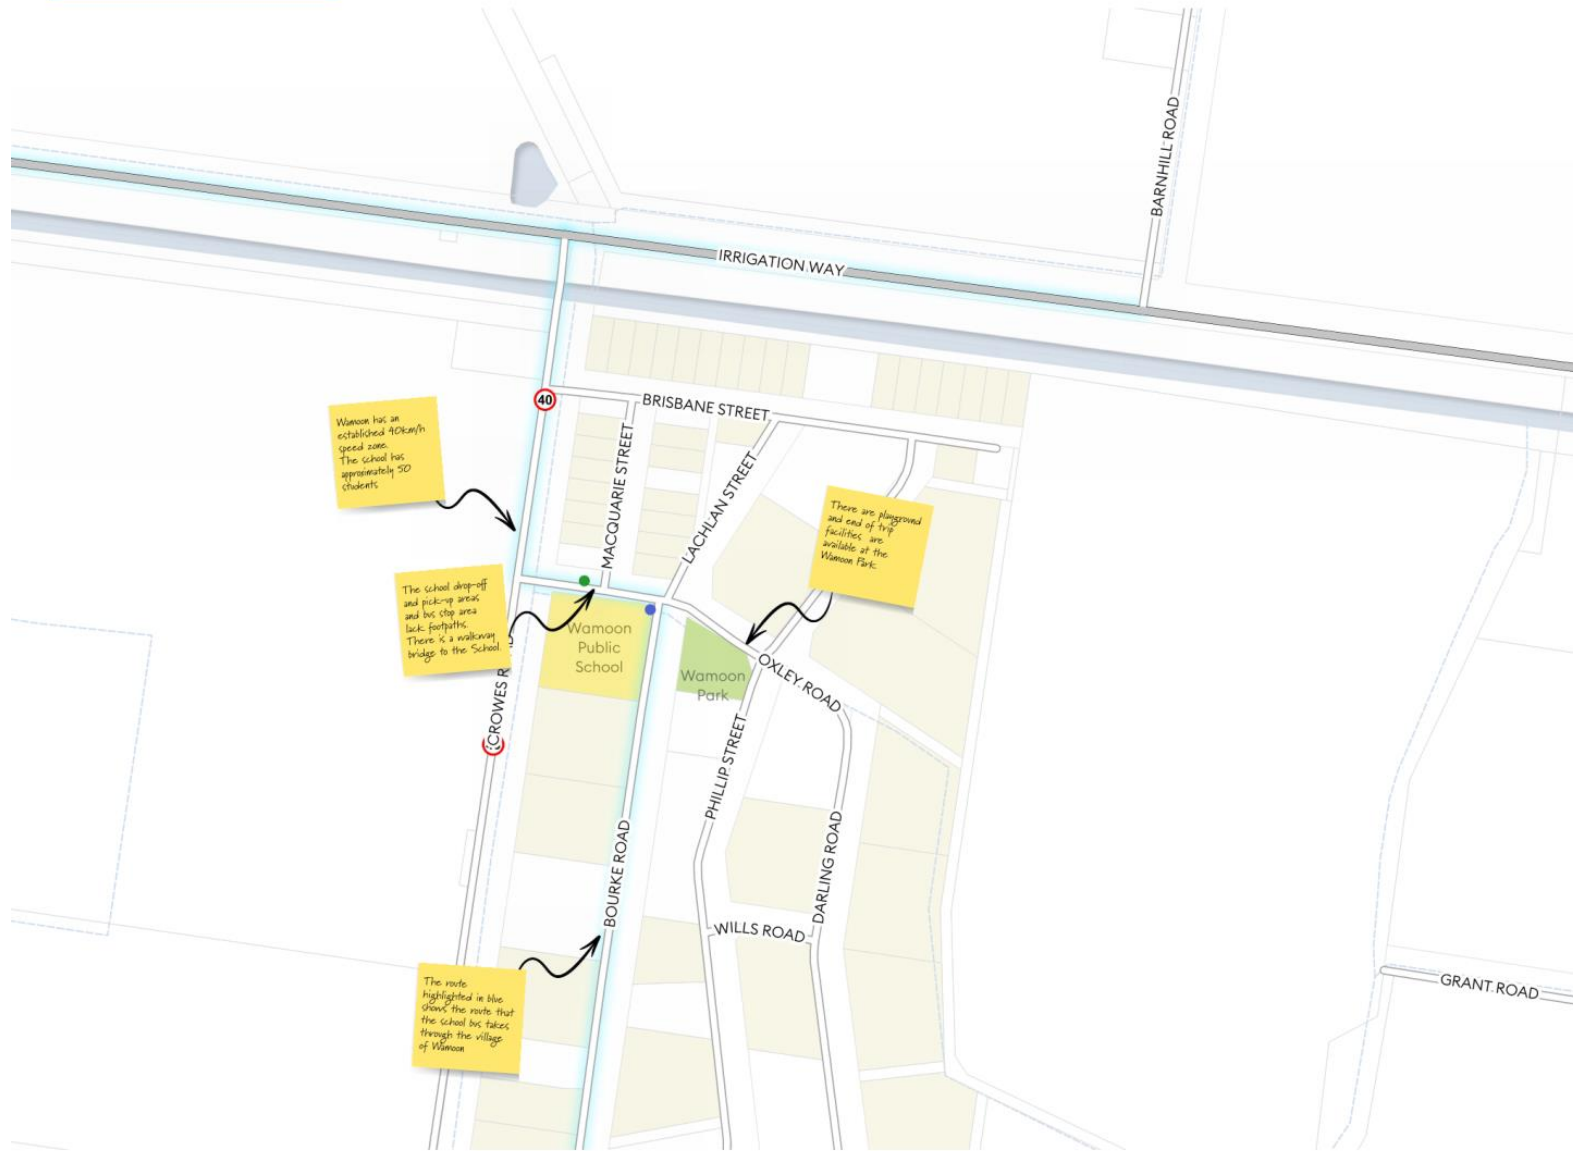 BARNHILL ROAD
IRRIGATION WAY
40
BRISBANE STREET
Wamoon has an
established 40km/h
speed zone.
The school has
approximately 50
students
MACQUARIE STREET
LACHLAN STREET
There are playground
and end of trip
facilities are
available at the
Wamoon Park
The school drop-off
and pick-up areas
and bus stop area
lack footpaths.
There is a walkway
bridge to the School.
Wamoon
Public
School
Wamoon
Park
OXLEY ROAD
CROWES
PHILLIP STREET
BOURKE ROAD
DARLING ROAD
WILLS ROAD
The route
highlighted in blue
shows the route that
the school bus takes
through the village
of Wamoon
GRANT ROAD